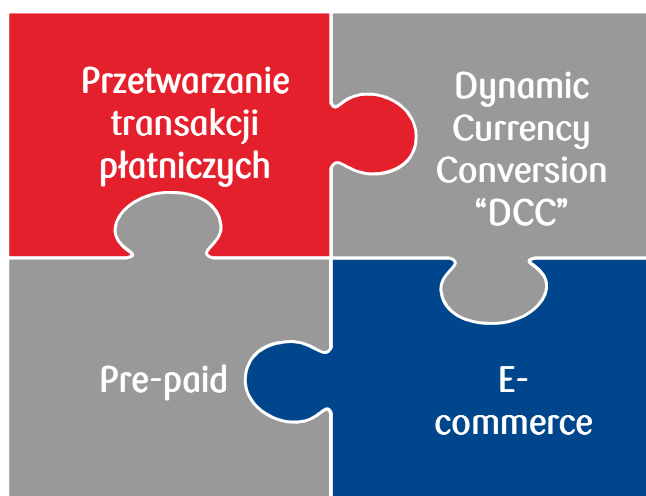 Przetwarzanie
transakcji
płatniczych
Dynamic
Currency
Conversion
“DCC”
Pre-paid
E-
commerce